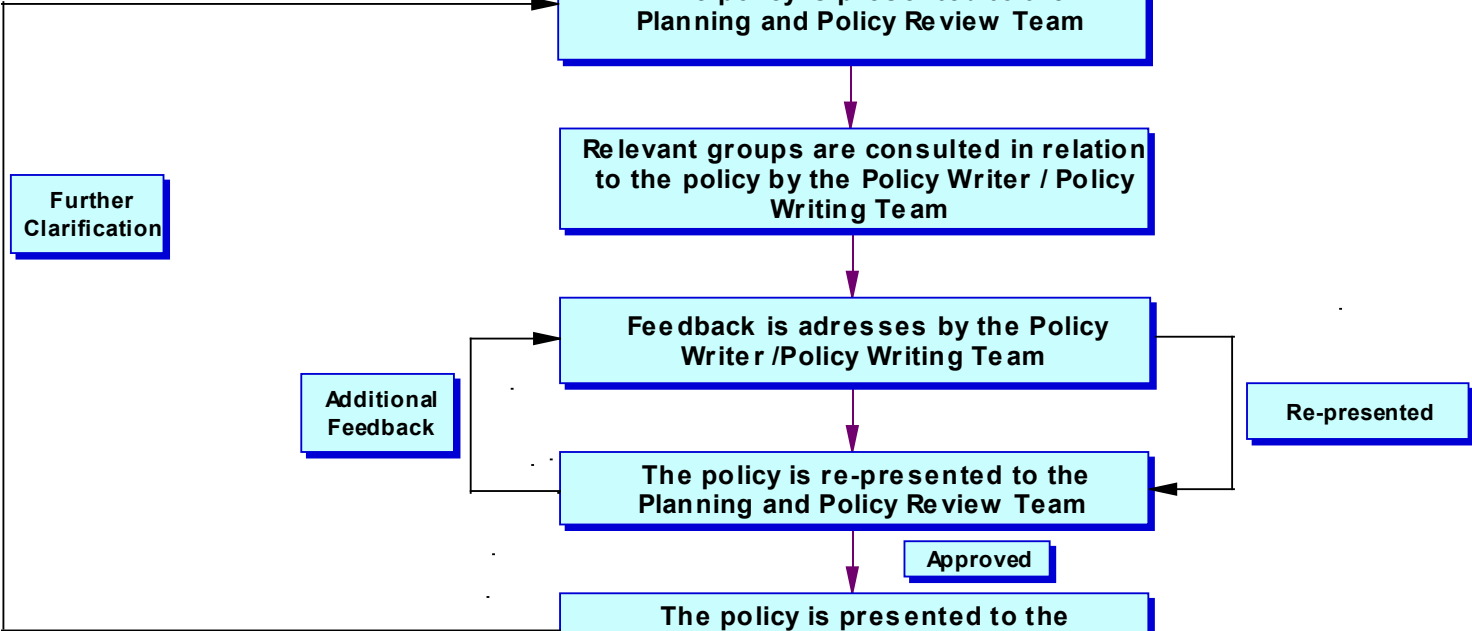 Planning and Policy Review Team
Relevant groups are consulted in relation
to the policy by the Policy Writer / Policy
Writing Team
Further
Clarification
Feedback is adresses by the Policy
Writer /Policy Writing Team
Additional
Feedback
Re-presented
The policy is re-presented to the
Planning and Policy Review Team
Approved
The policy is presented to the